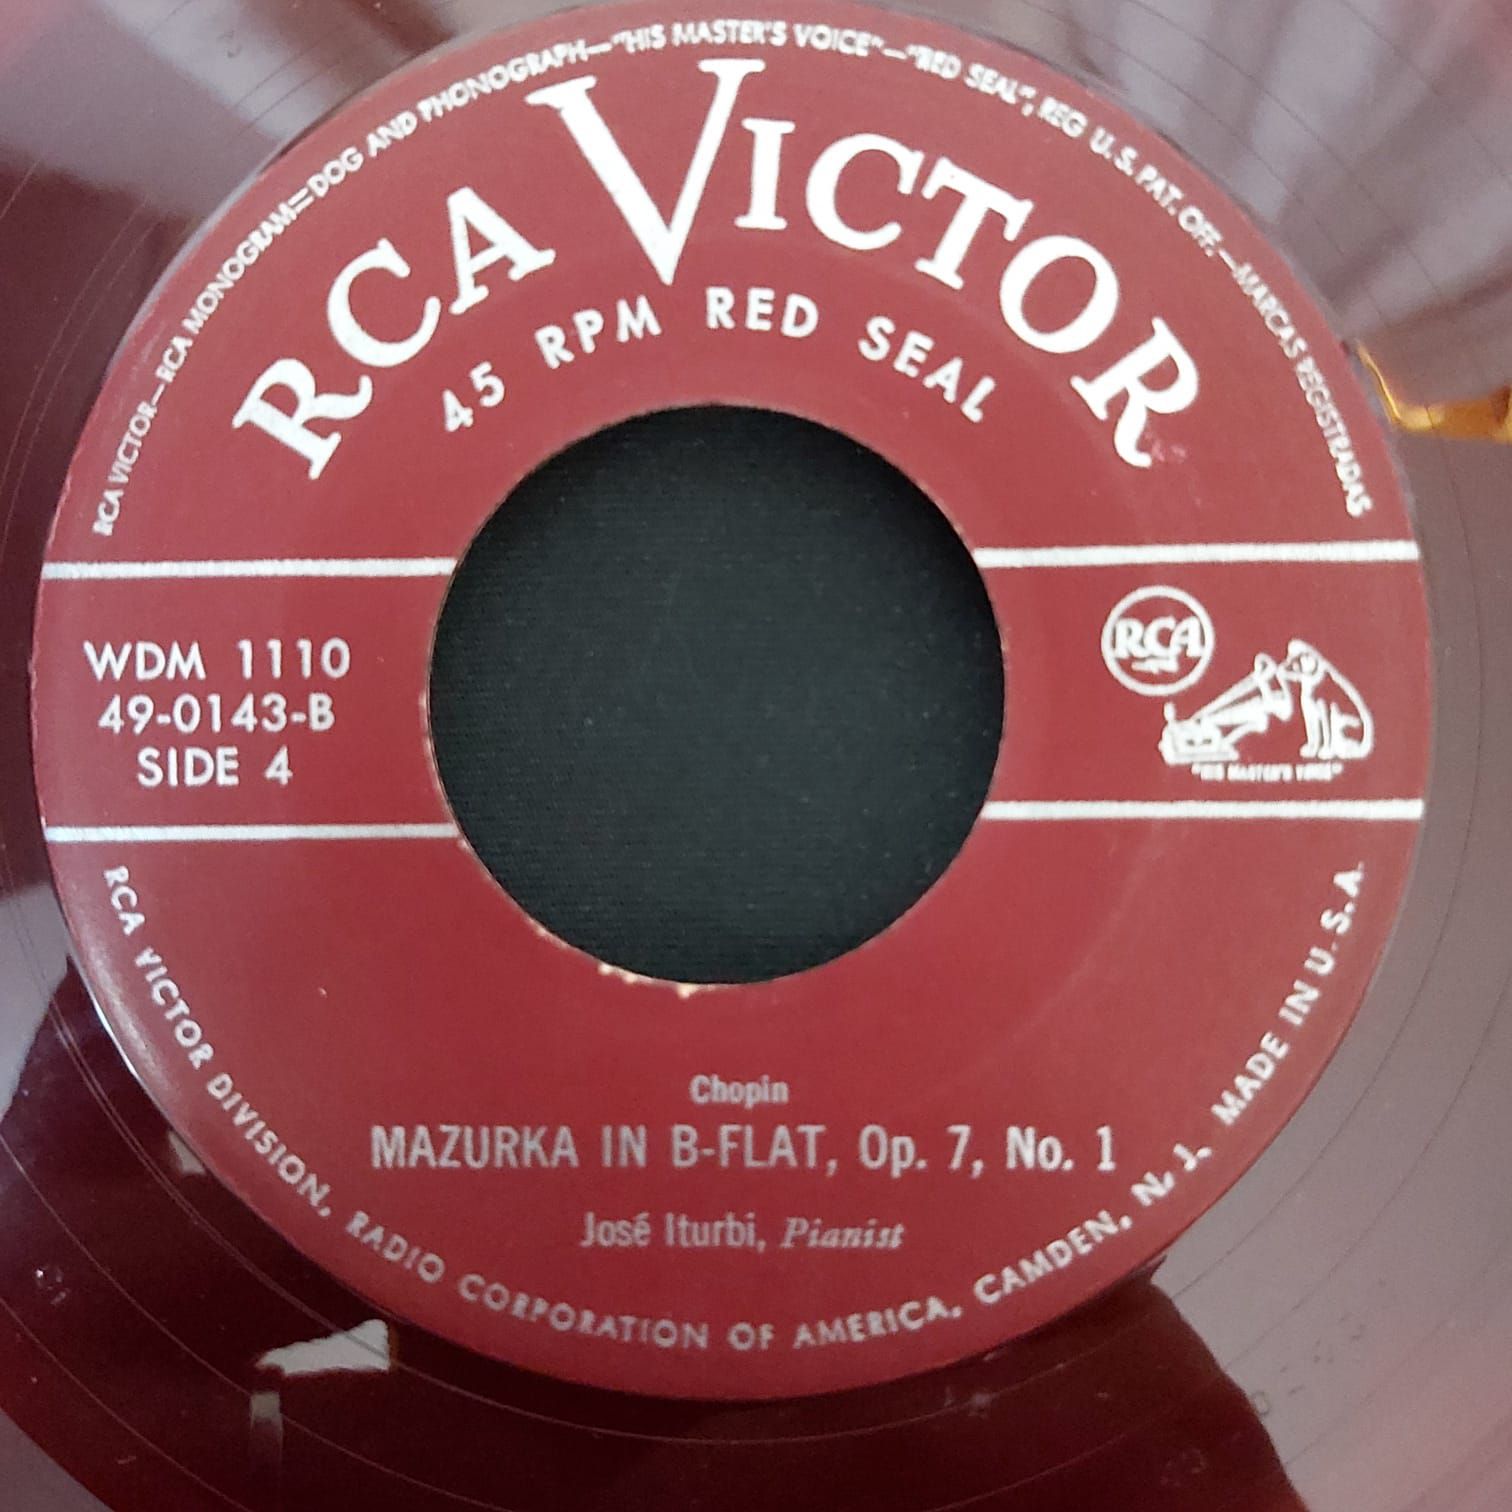 RCA VICTOR—RCA MONOGRAM—DOG AND PHONOGRAPH—"HIS MASTER'S VOICE"—"RED SEAL", REG U.S. PAT. OFF.—MARCAS REGISTRADAS
RCA VICTOR
45 RPM RED SEAL
WDM 1110
49-0143-B
SIDE 4
RCA
"HIS MASTER'S VOICE"
Chopin
MAZURKA IN B-FLAT, Op. 7, No. 1
José Iturbi, Pianist
RCA VICTOR DIVISION, RADIO CORPORATION OF AMERICA, CAMDEN, N. J. MADE IN U.S.A.